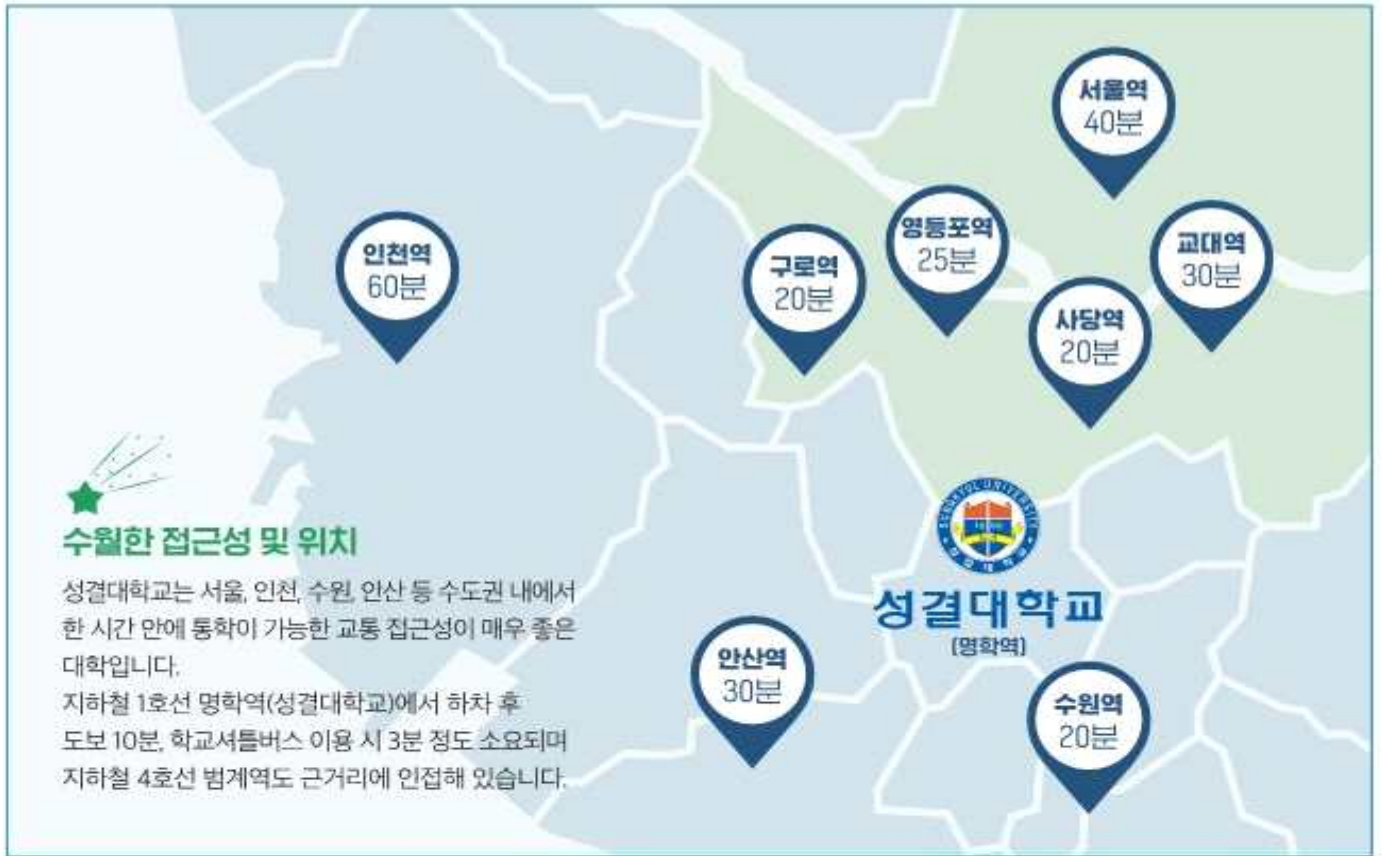 서울역
40분
영등포역
25분
교대역
30분
인천역
60분
구로역
20분
사당역
20분
수월한 접근성 및 위치
성결대학교는 서울, 인천, 수원, 안산 등 수도권 내에서
한 시간 안에 통학이 가능한 교통 접근성이 매우 좋은
대학입니다.
지하철 1호선 명학역(성결대학교)에서 하차 후
도보 10분, 학교셔틀버스 이용 시 3분 정도 소요되며
지하철 4호선 범계역도 근거리에 인접해 있습니다.
SUNGKYUL UNIVERSITY
성결대학교
성결대학교
(명학역)
안산역
30분
수원역
20분